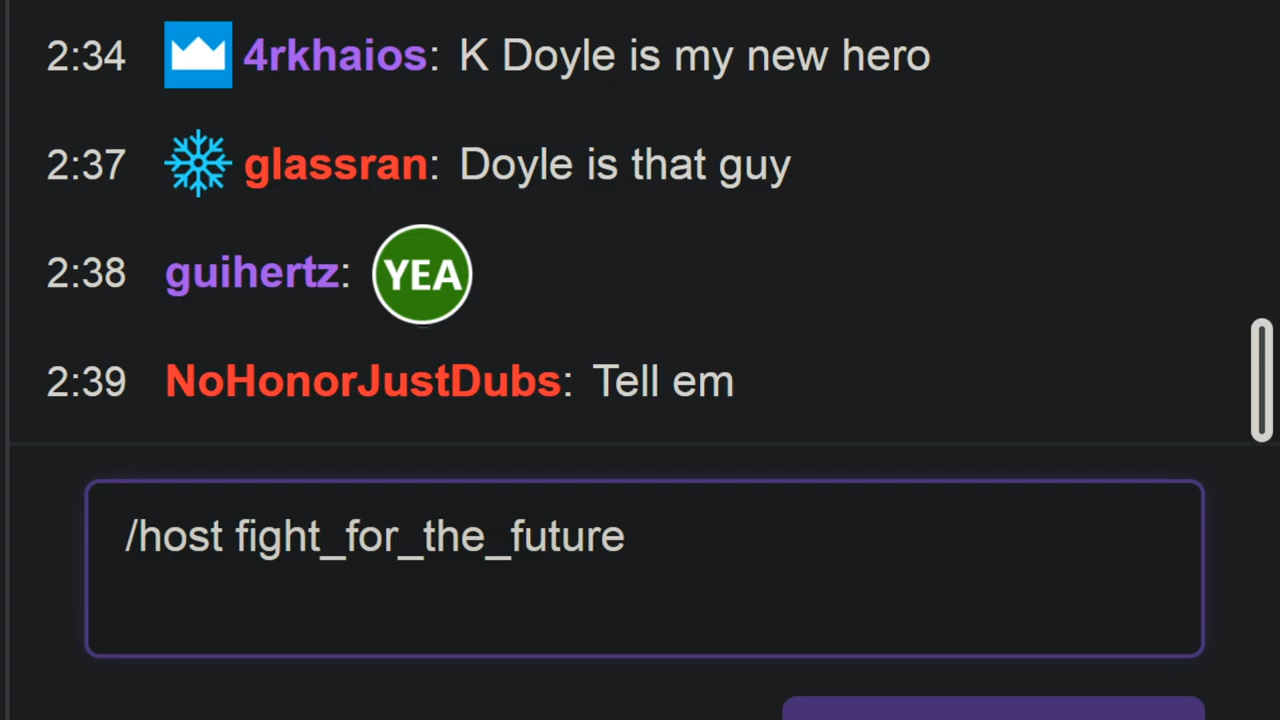 2:34 4rkhaios: K Doyle is my new hero
2:37 glassran: Doyle is that guy
2:38 guihertz: YEA
2:39 NoHonorJustDubs: Tell em
/host fight_for_the_future